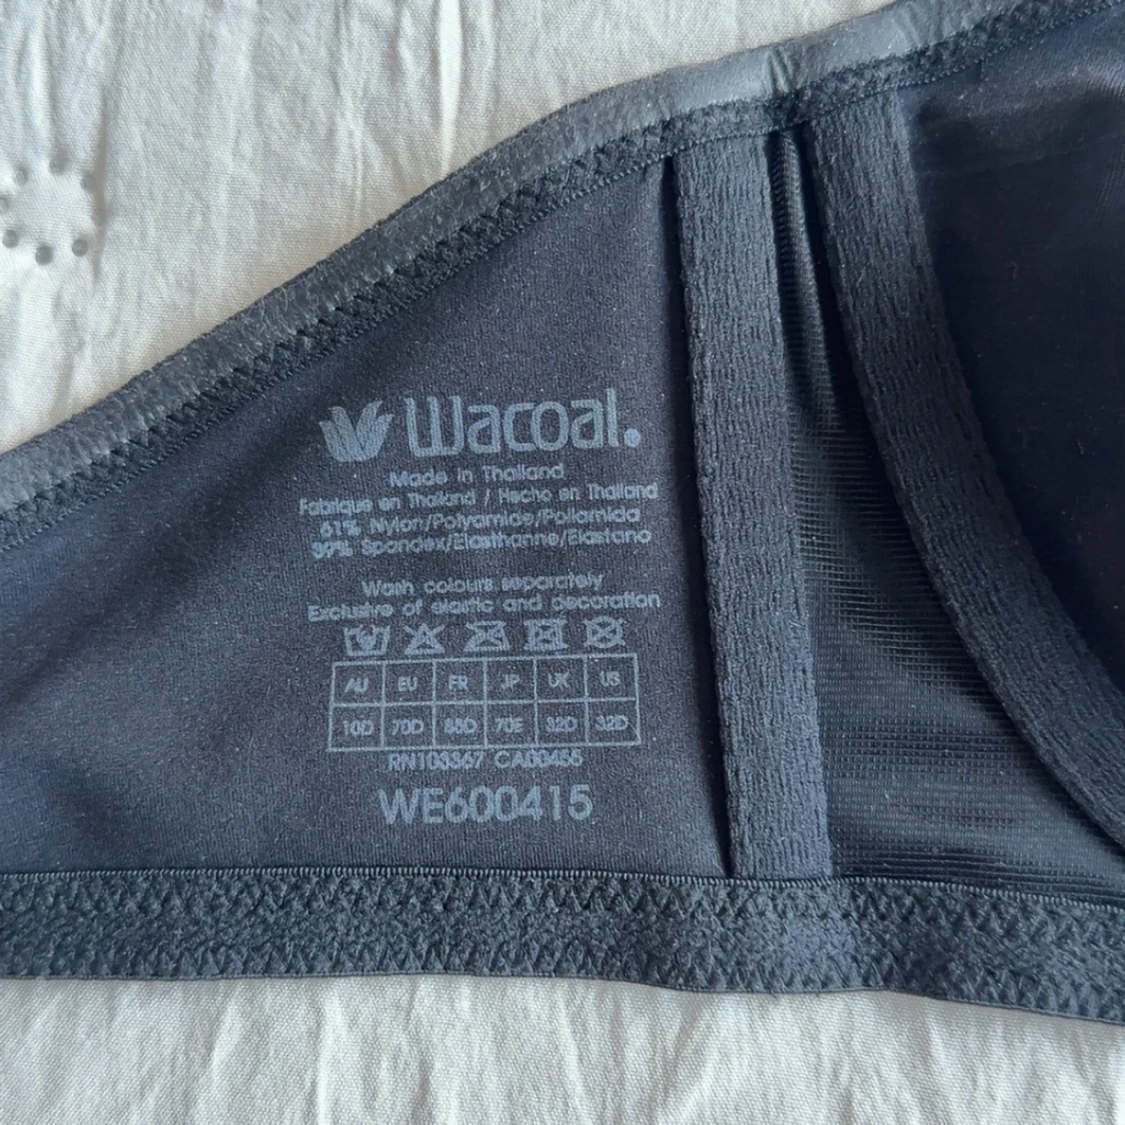 Wacoal.
Made in Thailand
Fabrique en Thailand / Hecho en Thailand
61% Nylon/Polyamide/Poliamida
39% Spandex/Elasthanne/Elastano
Wash colours separately
Exclusive of elastic and decoration
AU EU FR JP UK US
10D 70D 85D 70E 32D 32D
RN103367 CA00455
WE600415